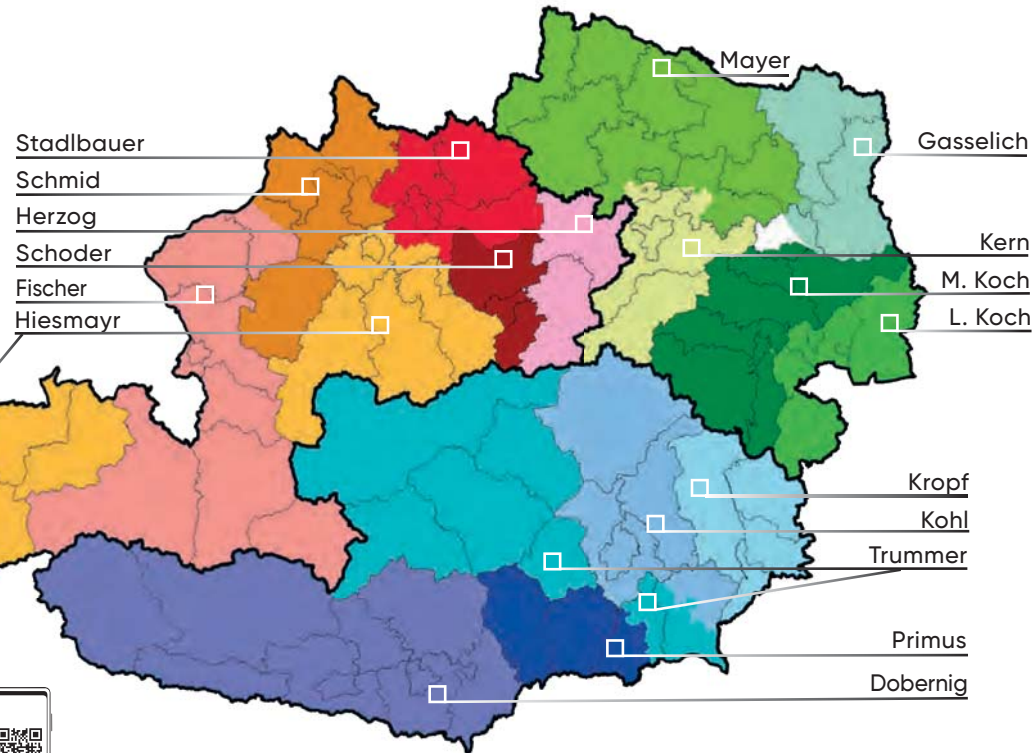 Stadlbauer
Schmid
Herzog
Schoder
Fischer
Hiesmayr
Mayer
Gasselich
Kern
M. Koch
L. Koch
Kropf
Kohl
Trummer
Primus
Dobernig